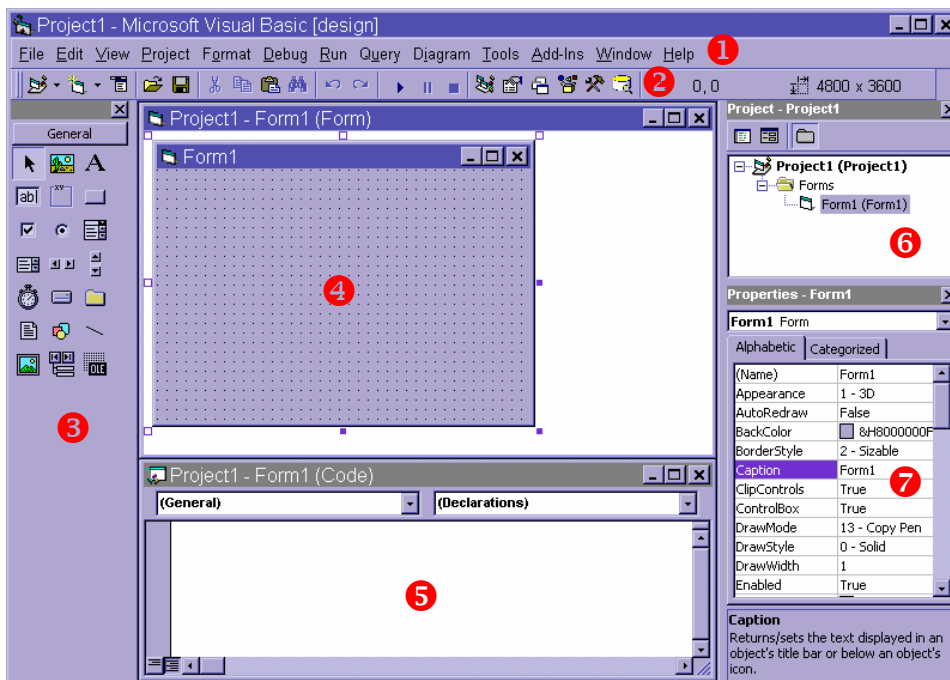 Project1 - Microsoft Visual Basic [design]
File Edit View Project Format Debug Run Query Diagram Tools Add-Ins Window Help 1
2 0, 0 4800 x 3600
General
A
ab|
XY
OLE
3
Project1 - Form1 (Form)
Form1
4
Project1 - Form1 (Code)
(General) (Declarations)
5
Project - Project1
Project1 (Project1)
Forms
Form1 (Form1)
6
Properties - Form1
Form1 Form
Alphabetic Categorized
(Name) Form1
Appearance 1 - 3D
AutoRedraw False
BackColor &H8000000F
BorderStyle 2 - Sizable
Caption Form1
7
ClipControls True
ControlBox True
DrawMode 13 - Copy Pen
DrawStyle 0 - Solid
DrawWidth 1
Enabled True
Caption
Returns/sets the text displayed in an
object's title bar or below an object's
icon.